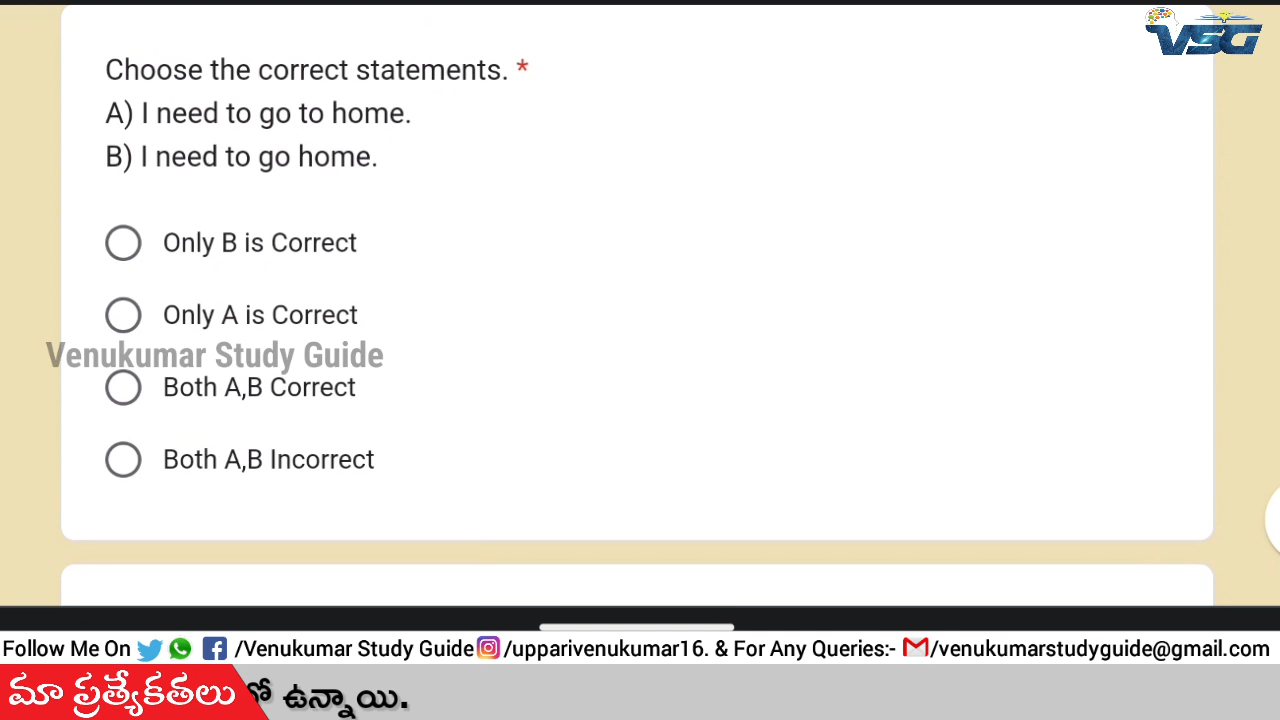 VSG
Choose the correct statements. *
A) I need to go to home.
B) I need to go home.
Only B is Correct
Only A is Correct
Venukumar Study Guide
Both A,B Correct
Both A,B Incorrect
Follow Me On /Venukumar Study Guide /upparivenukumar16. & For Any Queries:- /venukumarstudyguide@gmail.com
మా ప్రత్యేకతలు ఉన్నాయి.